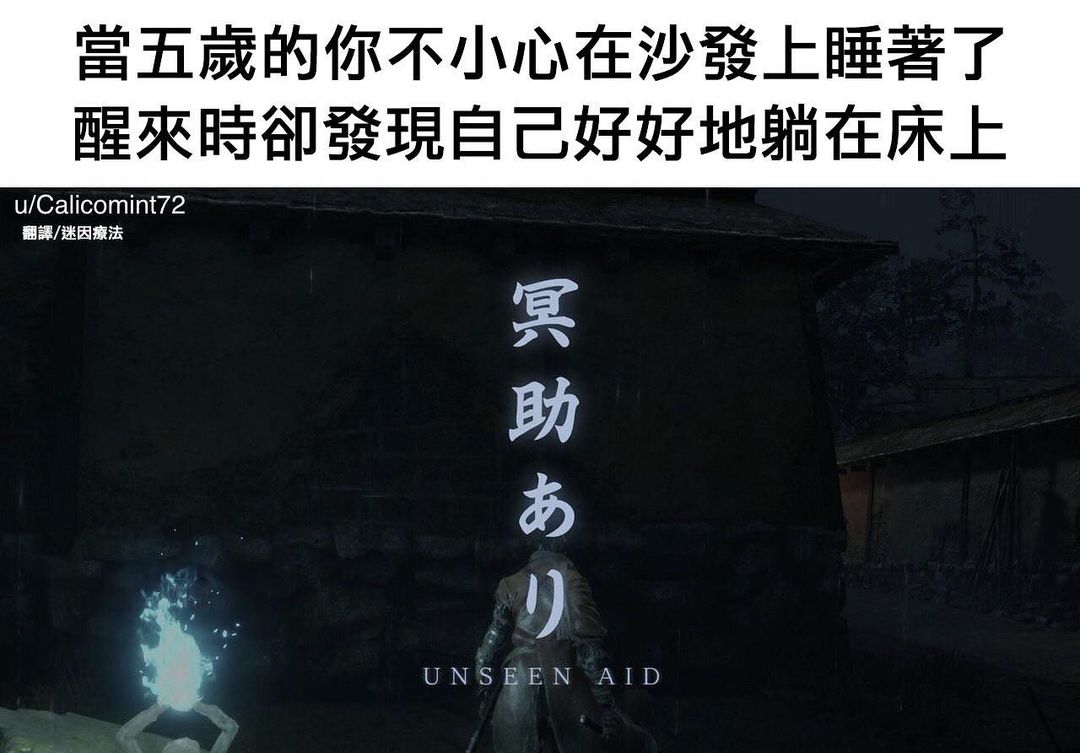 當五歲的你不小心在沙發上睡著了
醒來時卻發現自己好好地躺在床上
u/Calicomint72
翻譯/迷因療法
冥助あり
UNSEEN AID